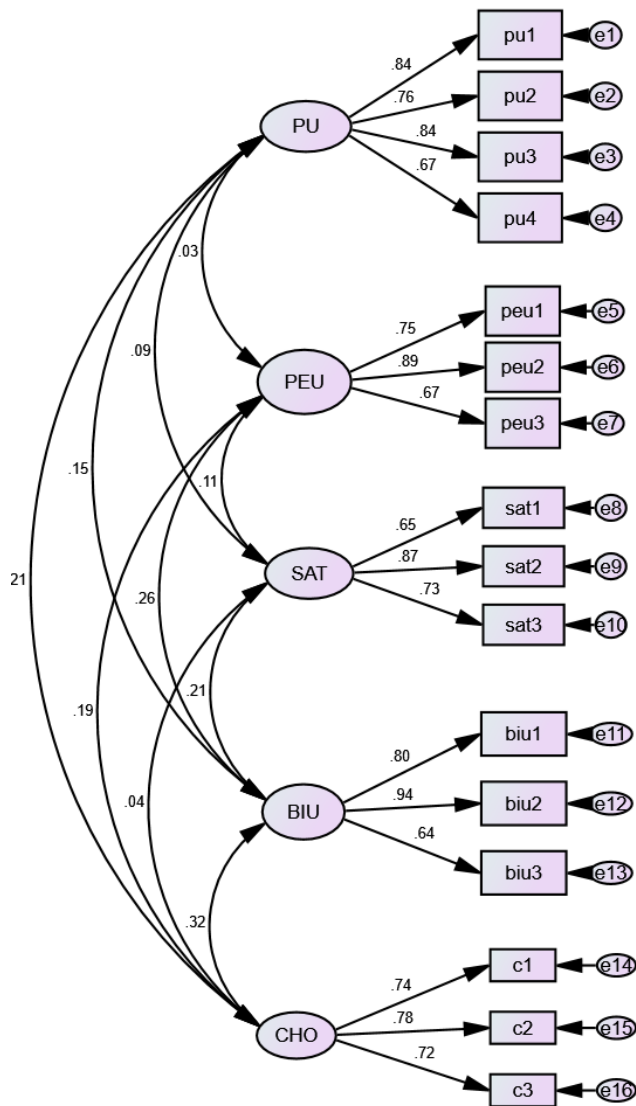 pu1
e1
.84
pu2
e2
.76
PU
.84
pu3
e3
.67
pu4
e4
.03
peu1
e5
.75
.09
peu2
e6
.89
PEU
.67
peu3
e7
.15
.11
sat1
e8
.65
sat2
e9
.87
SAT
21
.26
.73
sat3
e10
.21
.19
biu1
e11
.80
.04
biu2
e12
.94
BIU
.64
biu3
e13
.32
c1
e14
.74
c2
e15
.78
CHO
.72
c3
e16